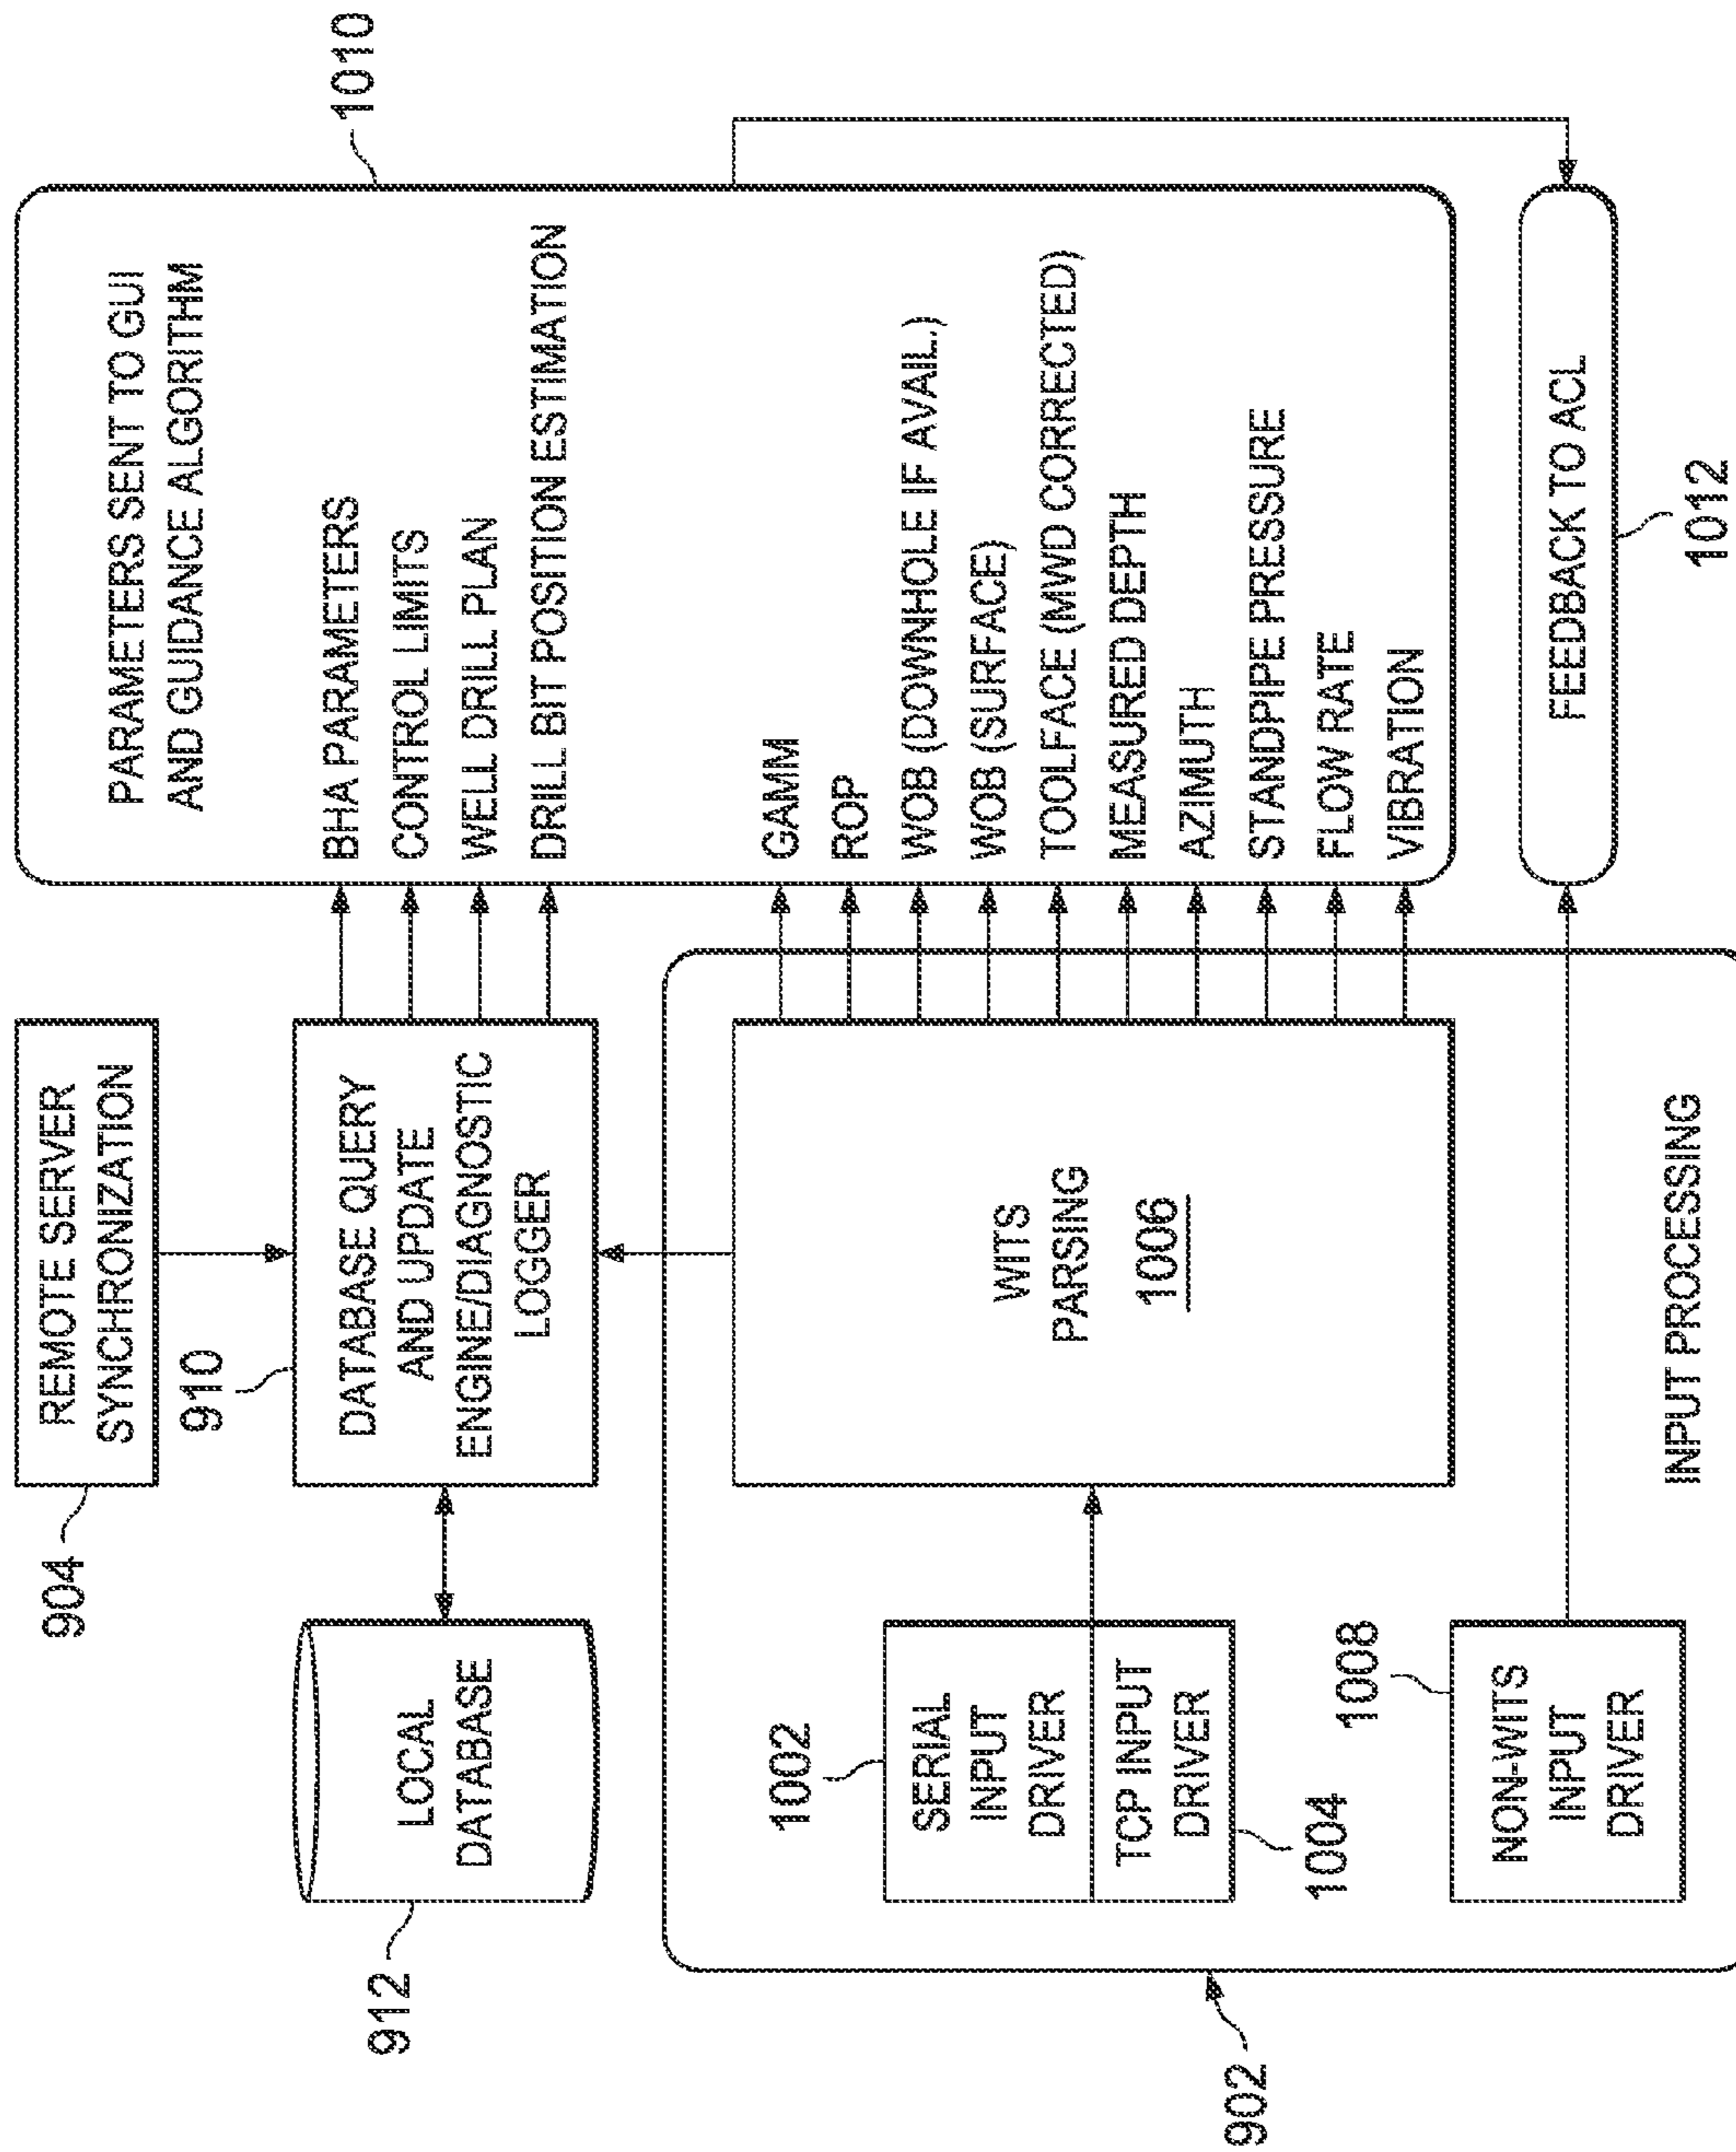 904
REMOTE SERVER
SYNCHRONIZATION
912
LOCAL
DATABASE
910
DATABASE QUERY
AND UPDATE
ENGINE/DIAGNOSTIC
LOGGER
1010
PARAMETERS SENT TO GUI
AND GUIDANCE ALGORITHM
BHA PARAMETERS
CONTROL LIMITS
WELL DRILL PLAN
DRILL BIT POSITION ESTIMATION
GAMM
ROP
WOB (DOWNHOLE IF AVAIL.)
WOB (SURFACE)
TOOLFACE (MWD CORRECTED)
MEASURED DEPTH
AZIMUTH
STANDPIPE PRESSURE
FLOW RATE
VIBRATION
902
1002
SERIAL
INPUT
DRIVER
TCP INPUT
DRIVER
1004
WITS
PARSING
1006
1008
NON-WITS
INPUT
DRIVER
INPUT PROCESSING
FEEDBACK TO ACL
1012